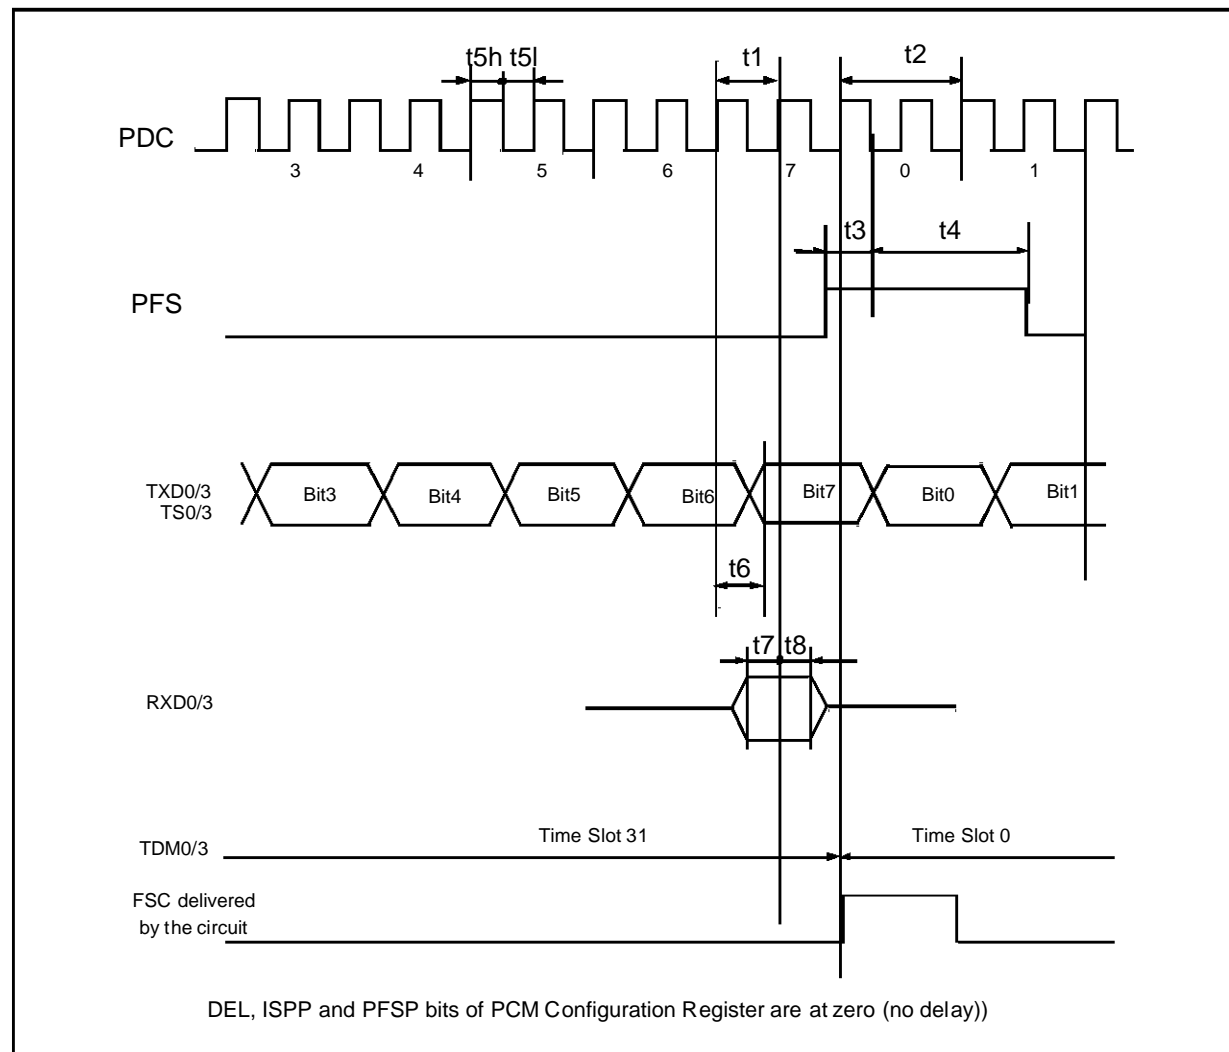 t5h t5l t1 t2
PDC
3 4 5 6 7 0 1
t3 t4
PFS
TXD0/3
TS0/3
Bit3 Bit4 Bit5 Bit6 Bit7 Bit0 Bit1
t6
t7 t8
RXD0/3
Time Slot 31 Time Slot 0
TDM0/3
FSC delivered
by the circuit
DEL, ISPP and PFSP bits of PCM Configuration Register are at zero (no delay))